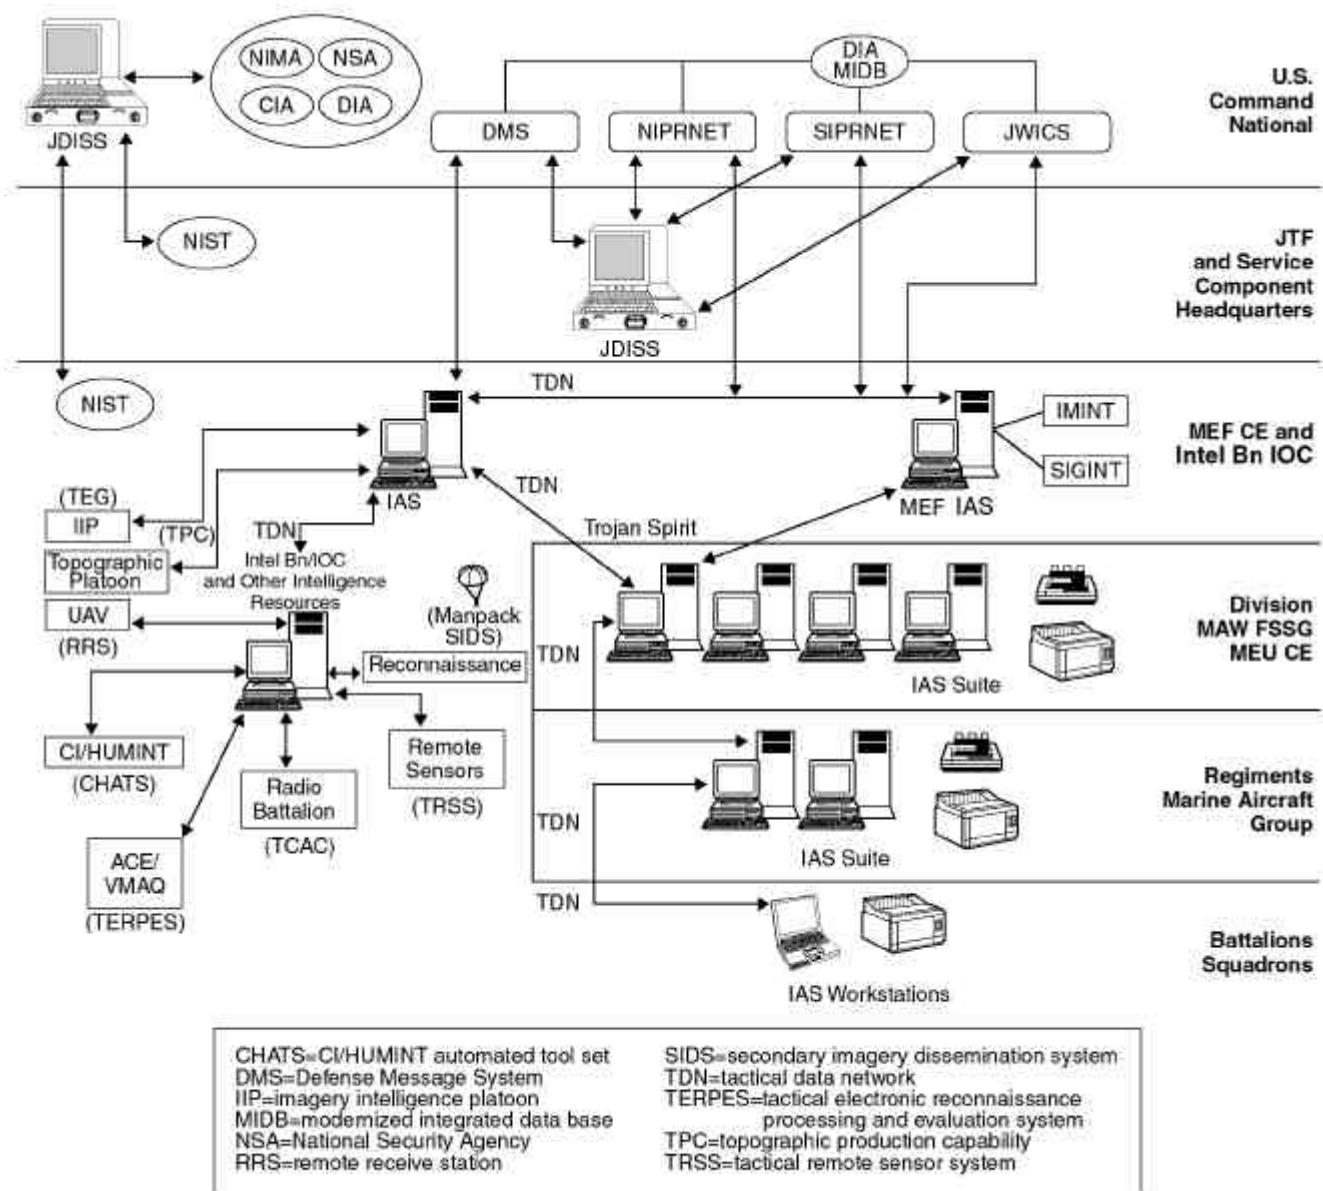 NIMA
NSA
CIA
DIA
JDISS
DIA
MIDB
DMS
NIPRNET
SIPRNET
JWICS
U.S.
Command
National
NIST
JDISS
JTF
and Service
Component
Headquarters
NIST
TDN
IAS
TDN
MEF IAS
IMINT
SIGINT
MEF CE and
Intel Bn IOC
(TEG)
IIP
(TPC)
Topographic
Platoon
UAV
(RRS)
TDN
Intel Bn/IOC
and Other Intelligence
Resources
(Manpack
SIDS)
Reconnaissance
CI/HUMINT
(CHATS)
ACE/
VMAQ
(TERPES)
Radio
Battalion
(TCAC)
Remote
Sensors
(TRSS)
Trojan Spirit
TDN
IAS Suite
Division
MAW FSSG
MEU CE
TDN
IAS Suite
Regiments
Marine Aircraft
Group
TDN
IAS Workstations
Battalions
Squadrons
CHATS=CI/HUMINT automated tool set
DMS=Defense Message System
IIP=imagery intelligence platoon
MIDB=modernized integrated data base
NSA=National Security Agency
RRS=remote receive station
SIDS=secondary imagery dissemination system
TDN=tactical data network
TERPES=tactical electronic reconnaissance
processing and evaluation system
TPC=topographic production capability
TRSS=tactical remote sensor system